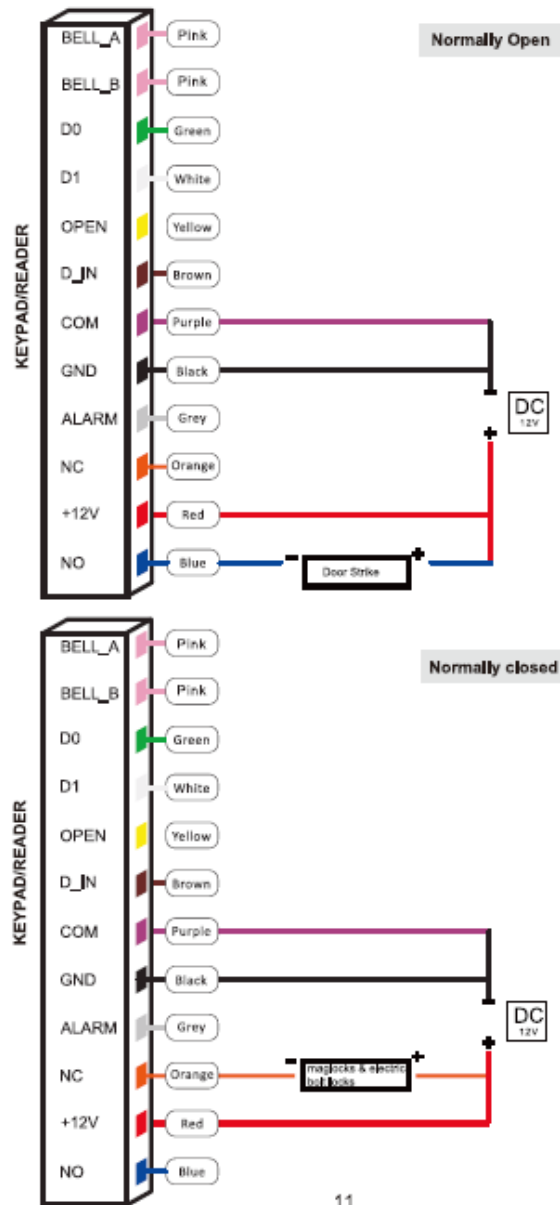 Normally Open
KEYPAD/READER
BELL_A Pink
BELL_B Pink
D0 Green
D1 White
OPEN Yellow
D_IN Brown
COM Purple
GND Black
-
DC
12V
+
ALARM Grey
NC Orange
+12V Red
NO Blue - Door Strike +
Normally closed
KEYPAD/READER
BELL_A Pink
BELL_B Pink
D0 Green
D1 White
OPEN Yellow
D_IN Brown
COM Purple
GND Black
-
DC
12V
+
ALARM Grey
NC Orange - maglocks & electric +
bolt locks
+12V Red
NO Blue
11